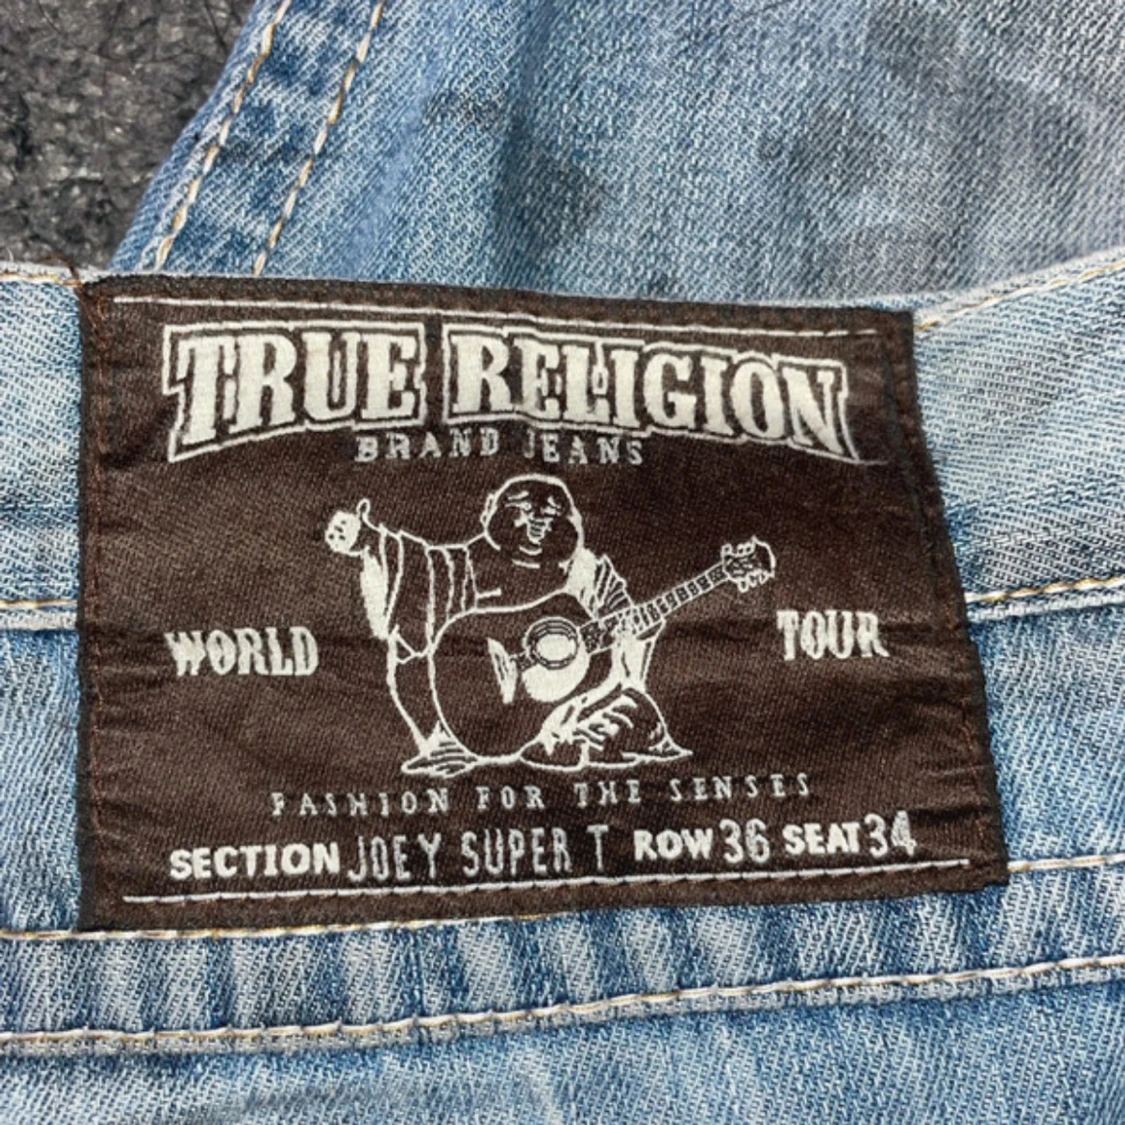 TRUE RELIGION
BRAND JEANS
WORLD TOUR
FASHION FOR THE SENSES
SECTION JOEY SUPER T ROW 36 SEAT 34